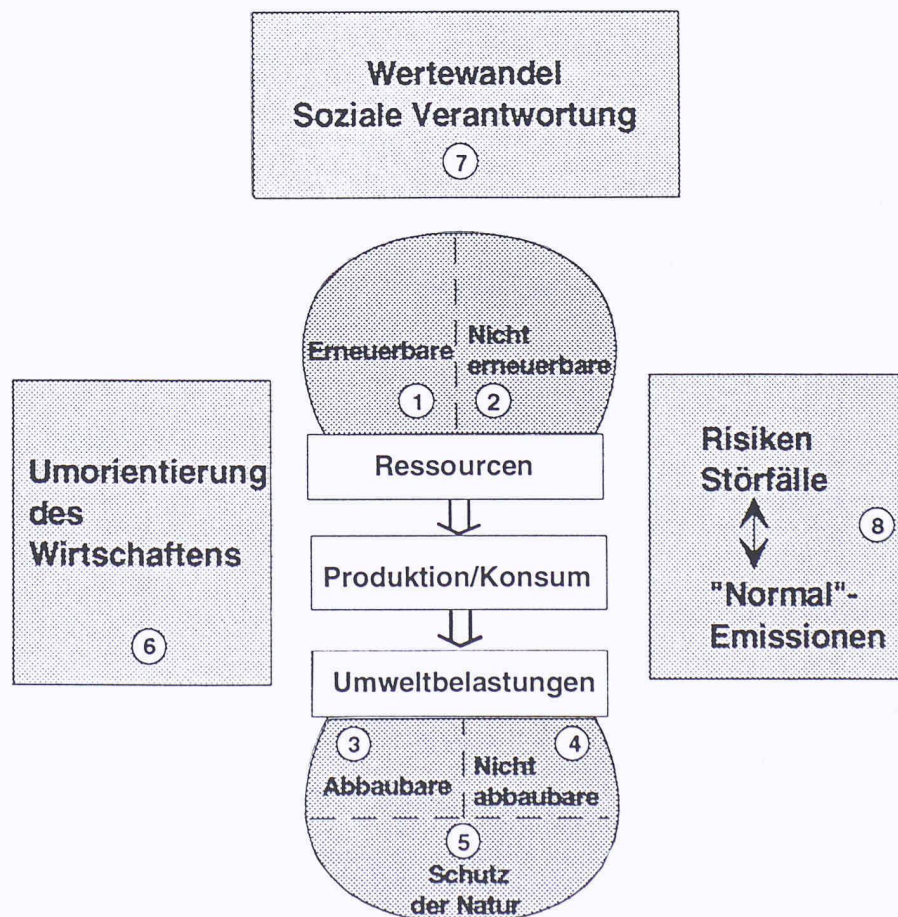 Wertewandel
Soziale Verantwortung
7
Erneuerbare
Nicht
erneuerbare
1
2
Ressourcen
Umorientierung
des
Wirtschaftens
6
Produktion/Konsum
Risiken
Störfälle
8
"Normal"-
Emissionen
Umweltbelastungen
3
4
Abbaubare
Nicht
abbaubare
5
Schutz
der Natur